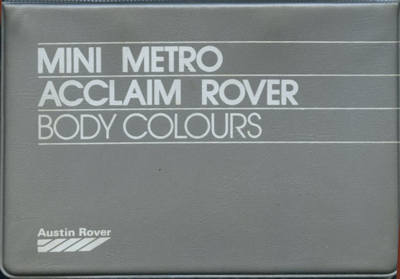 MINI METRO
ACCLAIM ROVER
BODY COLOURS
Austin Rover